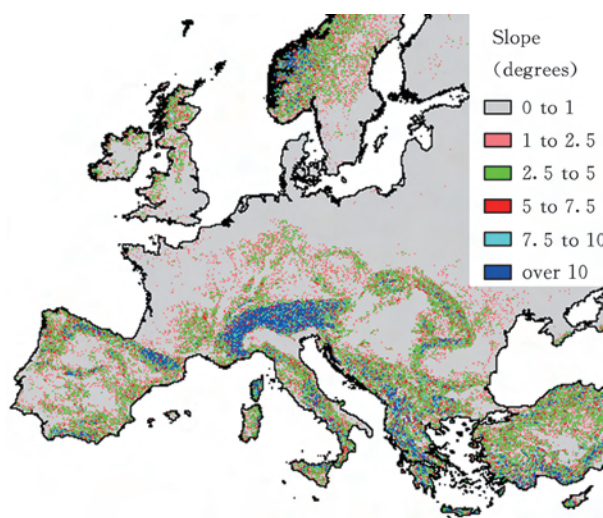 Slope
(degrees)
0 to 1
1 to 2.5
2.5 to 5
5 to 7.5
7.5 to 10
over 10